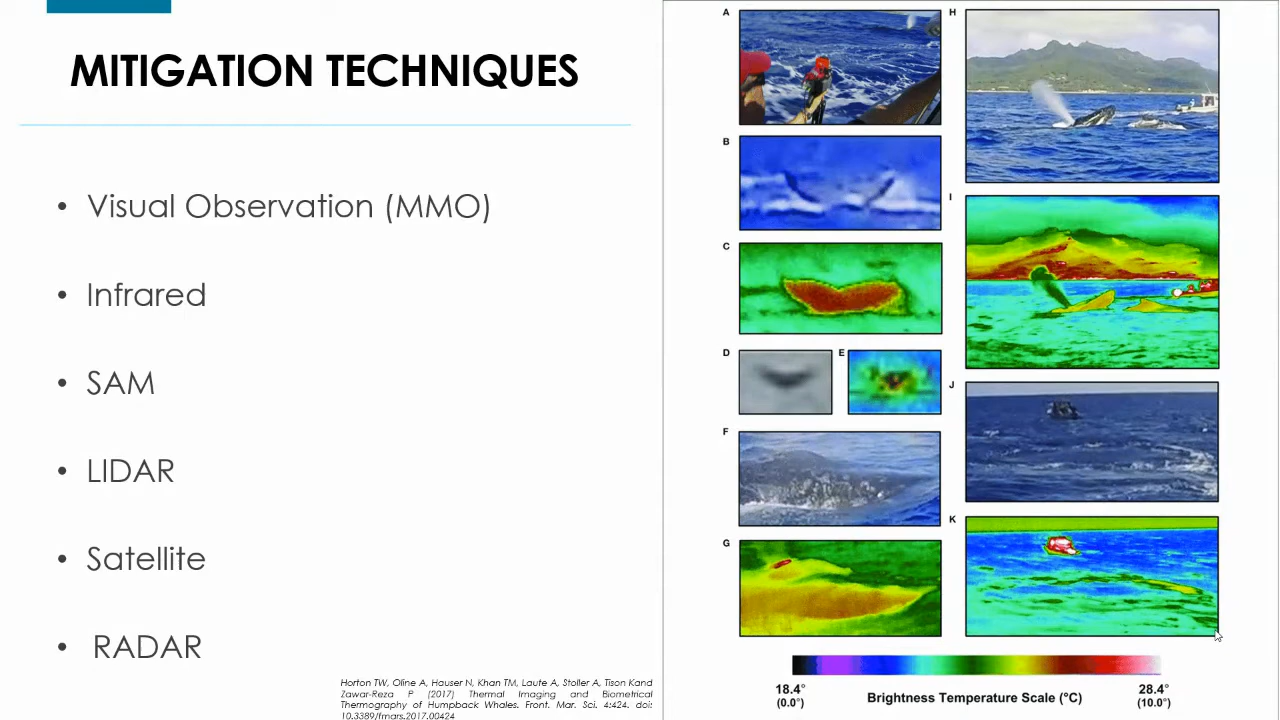 MITIGATION TECHNIQUES
• Visual Observation (MMO)
• Infrared
• SAM
• LIDAR
• Satellite
• RADAR
Horton TW, Oline A, Hauser N, Khan TM, Laute A, Stoller A, Tison Kand
Zawar-Reza P (2017) Thermal Imaging and Biometrical
Thermography of Humpback Whales. Front. Mar. Sci. 4:424. doi:
10.3389/fmars.2017.00424
A
B
C
D
E
F
G
H
I
J
K
18.4°
(0.0°)
Brightness Temperature Scale (°C)
28.4°
(10.0°)